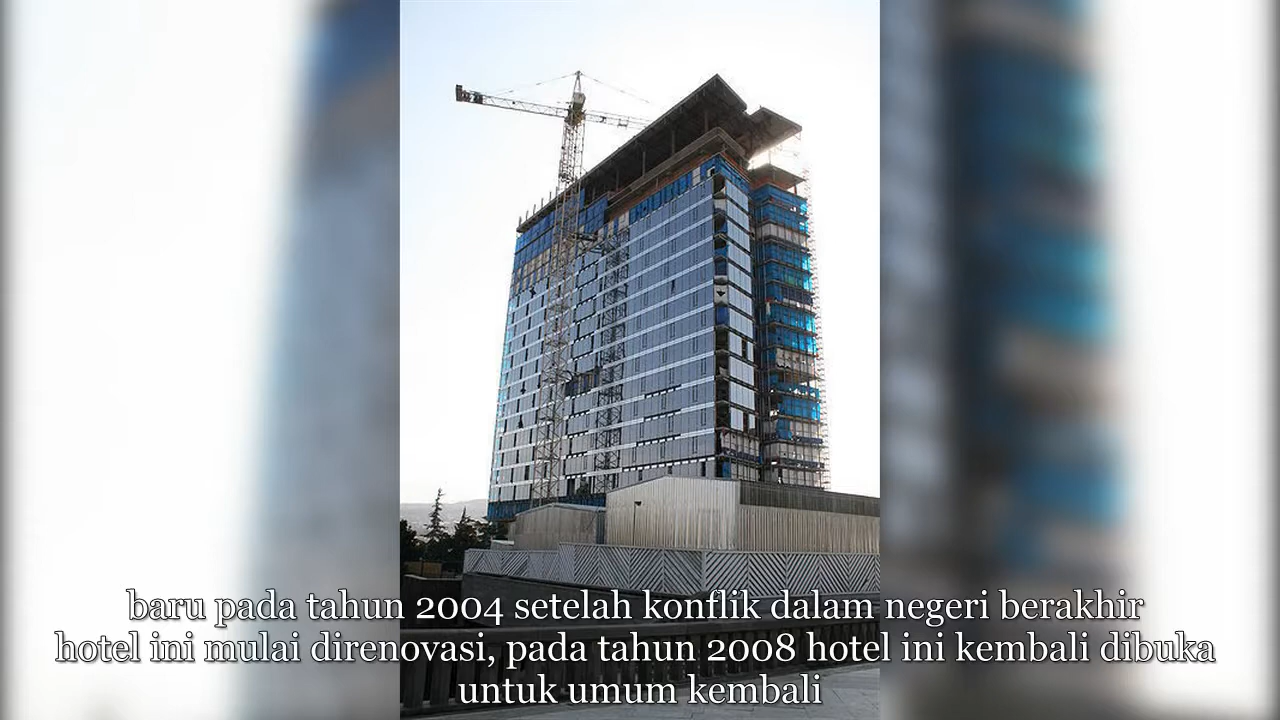 baru pada tahun 2004 setelah konflik dalam negeri berakhir
hotel ini mulai direnovasi, pada tahun 2008 hotel ini kembali dibuka
untuk umum kembali